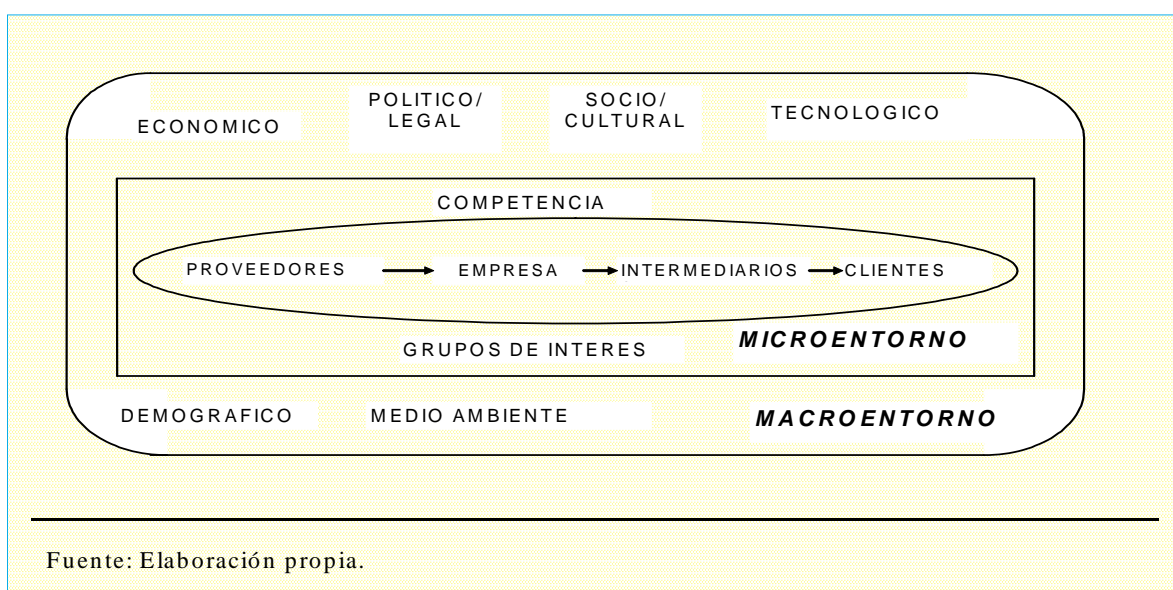 ECONOMICO
POLITICO/
LEGAL
SOCIO/
CULTURAL
TECNOLOGICO
COMPETENCIA
PROVEEDORES
EMPRESA
INTERMEDIARIOS
CLIENTES
GRUPOS DE INTERES
MICROENTORNO
DEMOGRAFICO
MEDIO AMBIENTE
MACROENTORNO
Fuente: Elaboración propia.